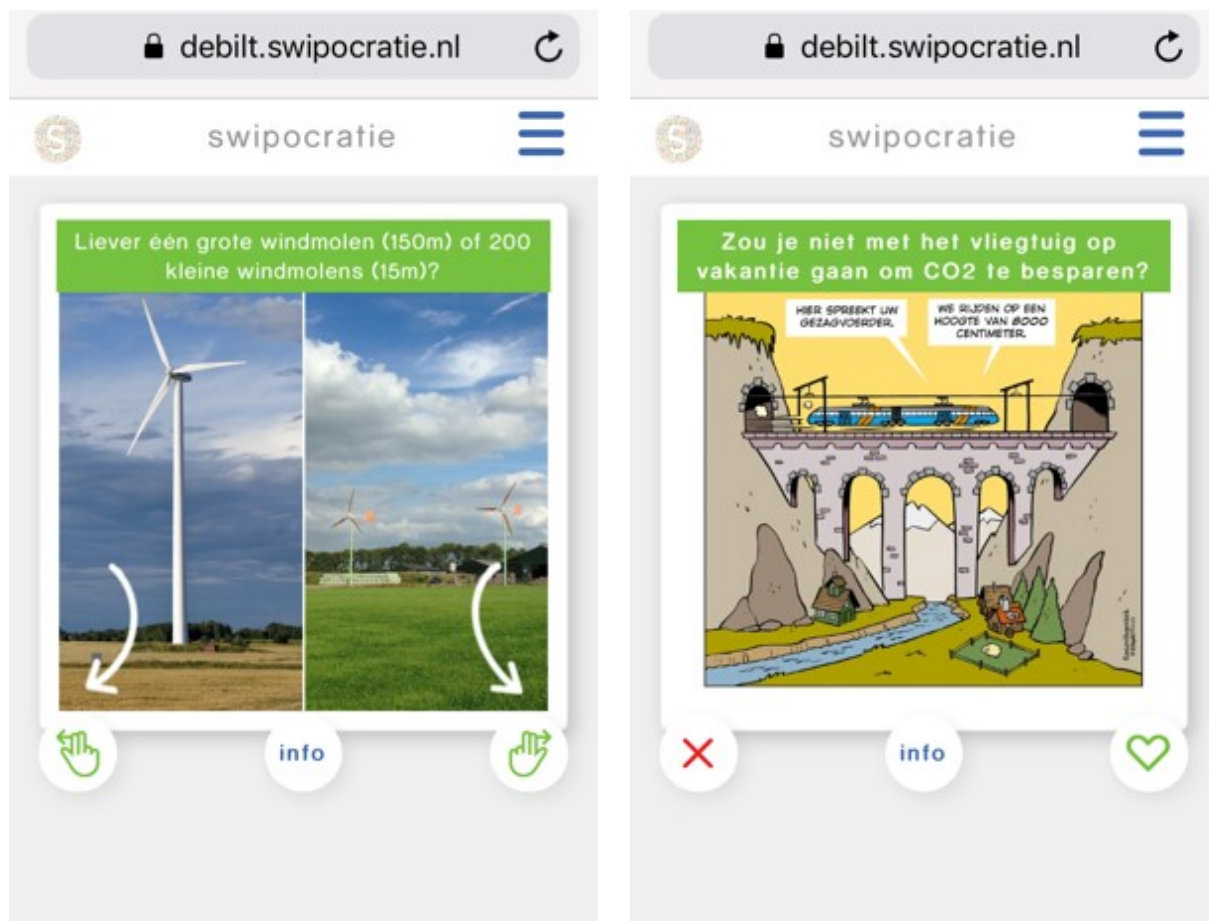 debilt.swipocratie.nl
S
swipocratie
Liever één grote windmolen (150m) of 200
kleine windmolens (15m)?
info
debilt.swipocratie.nl
S
swipocratie
Zou je niet met het vliegtuig op
vakantie gaan om CO2 te besparen?
HIER SPREEKT UW
GEZAGVOERDER.
WE RIJDEN OP EEN
HOOGTE VAN 8000
CENTIMETER.
info